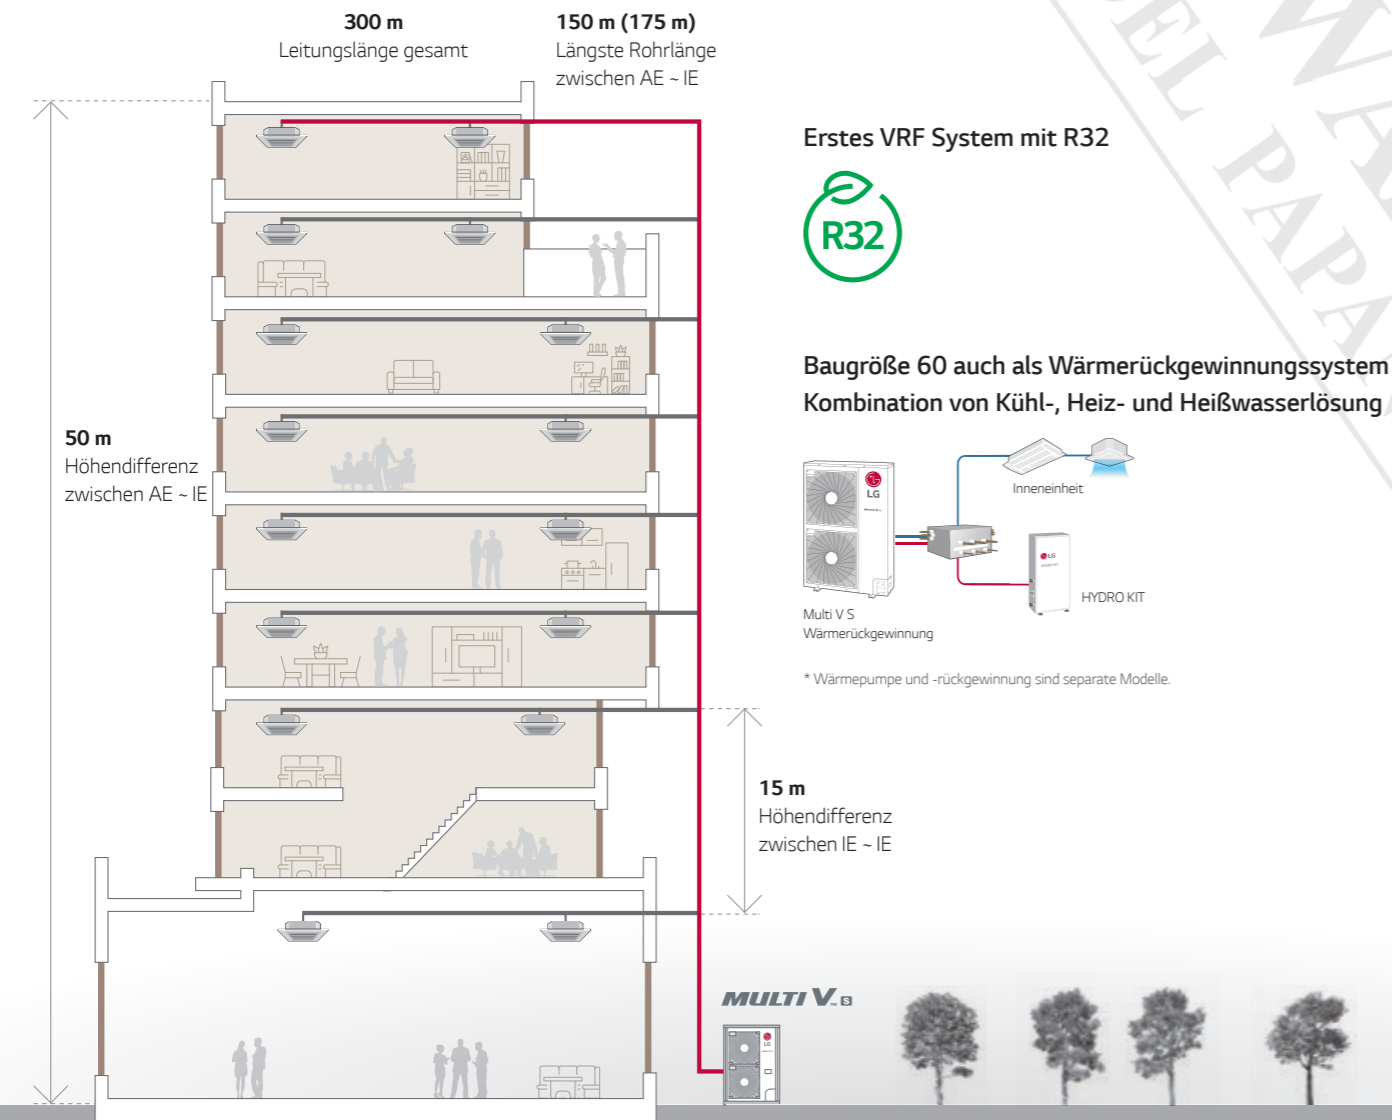 300 m
Leitungslänge gesamt
150 m (175 m)
Längste Rohrlänge
zwischen AE ~ IE
50 m
Höhendifferenz
zwischen AE ~ IE
15 m
Höhendifferenz
zwischen IE ~ IE
MULTI V S
LG
Erstes VRF System mit R32
R32
Baugröße 60 auch als Wärmerückgewinnungssystem
Kombination von Kühl-, Heiz- und Heißwasserlösung
LG
Inneneinheit
LG
HYDRO KIT
Multi V S
Wärmerückgewinnung
* Wärmepumpe und -rückgewinnung sind separate Modelle.